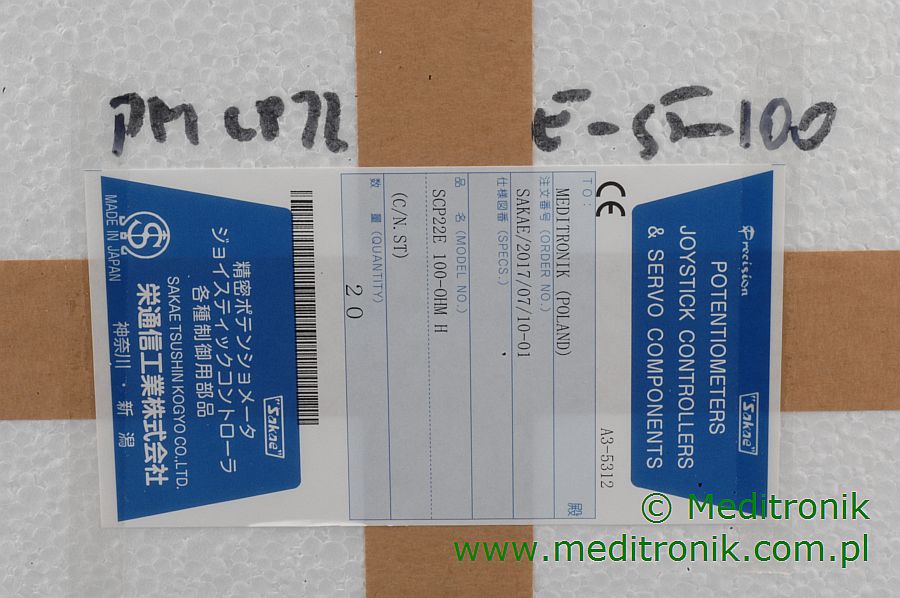 E-5E-100
Precision
"Sakae"
POTENTIOMETERS
JOYSTICK CONTROLLERS
& SERVO COMPONENTS
CE
A3-5312
TO:
殿
MEDITRONIK (POLAND)
注文番号 (ORDER NO.)
SAKAE/2017/07/10-01
仕様図番 (SPECS.)
品 名 (MODEL NO.)
SCP22E 100-OHM H
(C/N.ST)
数 量 (QUANTITY)
20
"Sakae"
精密ポテンショメータ
ジョイスティックコントローラ
各種制御用部品
SAKAE TSUSHIN KOGYO CO.,LTD.
栄通信工業株式会社
神奈川・新潟
MADE IN JAPAN
© Meditronik
www.meditronik.com.pl